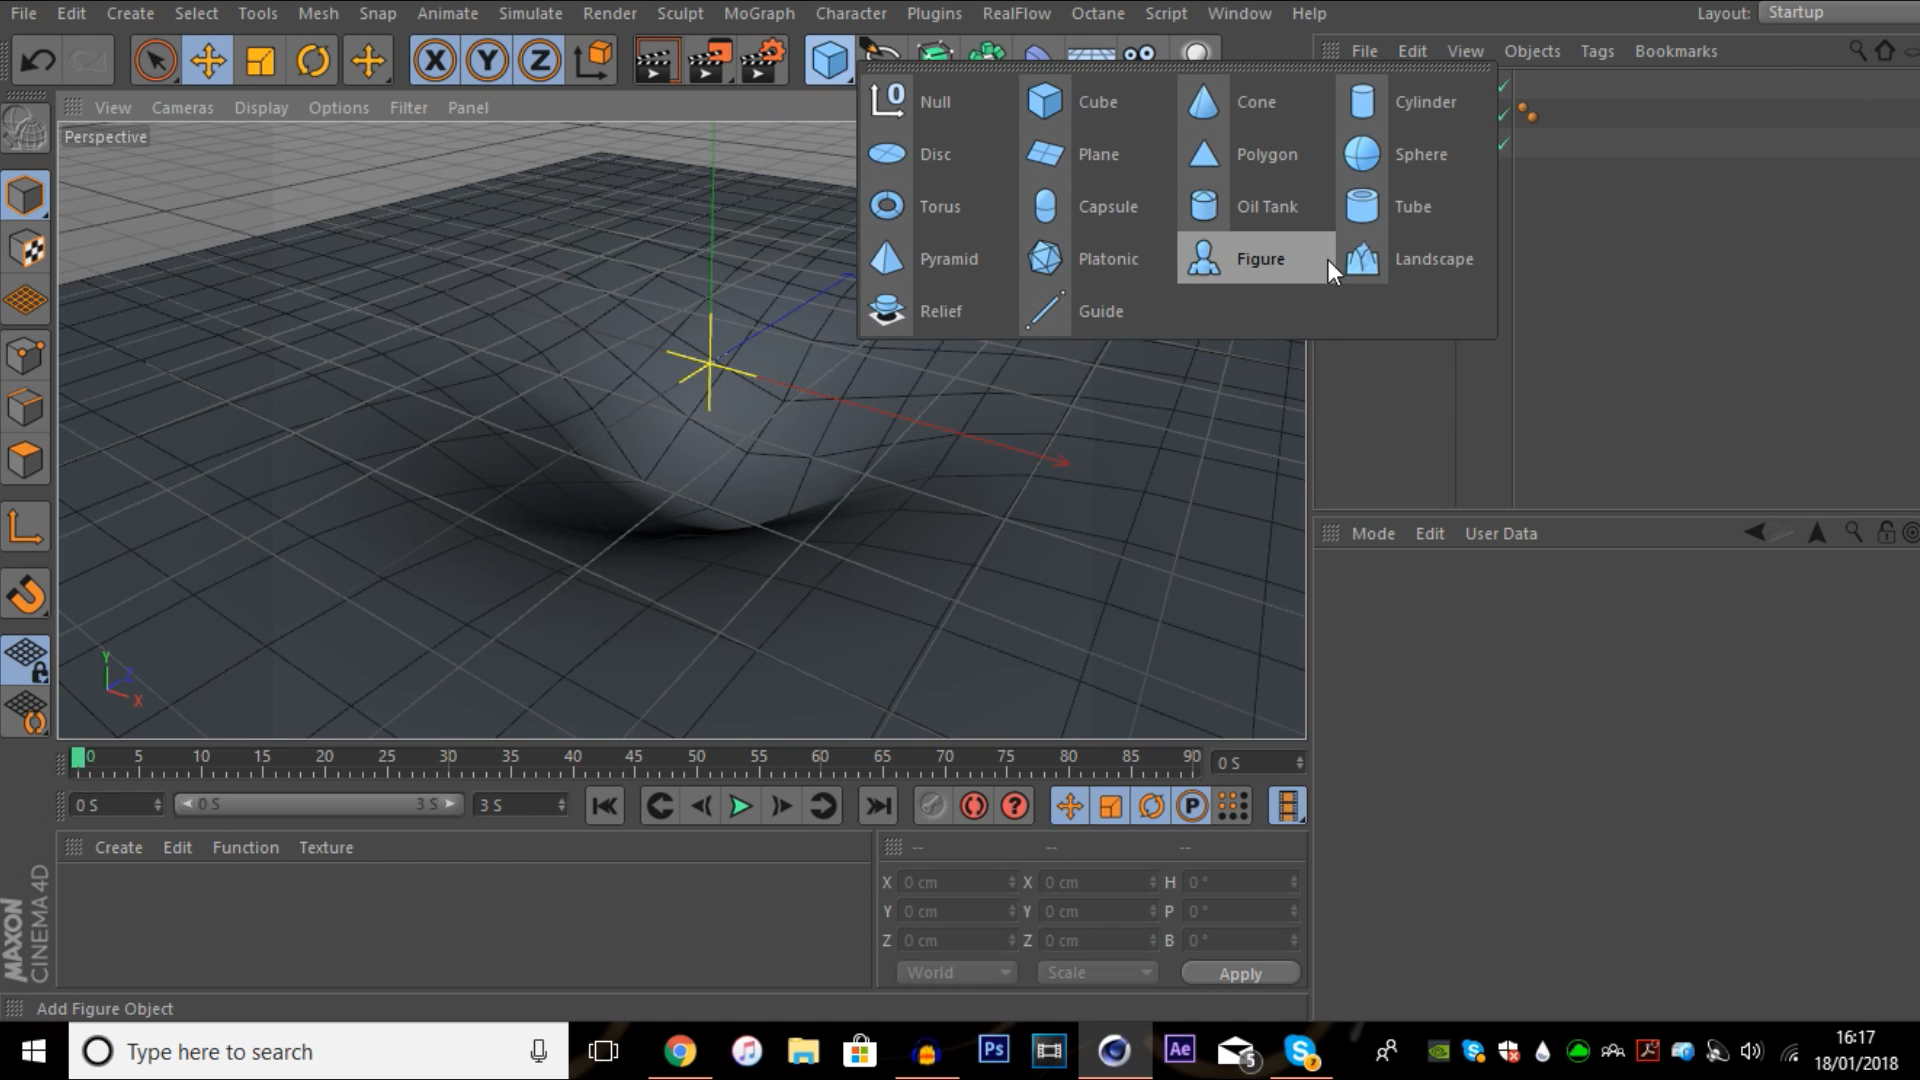 File Edit Create Select Tools Mesh Snap Animate Simulate Render Sculpt MoGraph Character Plugins RealFlow Octane Script Window Help Layout: Startup
X Y Z
File Edit View Objects Tags Bookmarks
View Cameras Display Options Filter Panel
Perspective
0 Null Cube Cone Cylinder
Disc Plane Polygon Sphere
Torus Capsule Oil Tank Tube
Pyramid Platonic Figure Landscape
Relief Guide
Mode Edit User Data
Y
Z
X
0 5 10 15 20 25 30 35 40 45 50 55 60 65 70 75 80 85 90 0 S
0 S 0 S 3 S 3 S ? P
Create Edit Function Texture -- -- --
X 0 cm X 0 cm H 0 °
Y 0 cm Y 0 cm P 0 °
Z 0 cm Z 0 cm B 0 °
World Scale Apply
MAXON
CINEMA 4D
Add Figure Object
Type here to search Ps Ae 5 7
16:17
18/01/2018